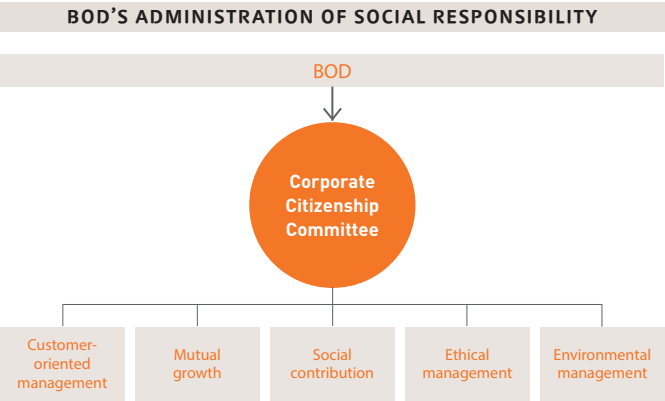 BOD'S ADMINISTRATION OF SOCIAL RESPONSIBILITY
BOD
Corporate
Citizenship
Committee
Customer-
oriented
management
Mutual
growth
Social
contribution
Ethical
management
Environmental
management